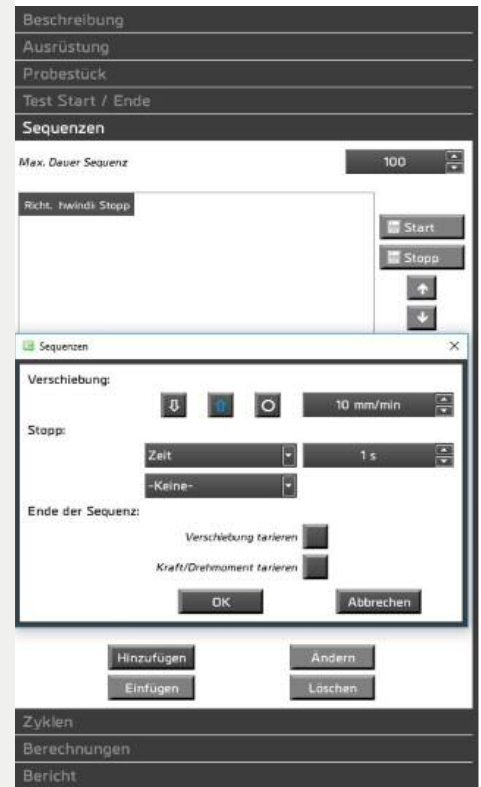 Beschreibung
Ausrüstung
Probestück
Test Start / Ende
Sequenzen
Max. Dauer Sequenz 100
Richt. hwindi Stopp
Start
Stopp
Sequenzen
Verschiebung:
10 mm/min
Stopp:
Zeit 1 s
-Keine-
Ende der Sequenz:
Verschiebung tarieren
Kraft/Drehmoment tarieren
OK Abbrechen
Hinzufügen Ändern
Einfügen Löschen
Zyklen
Berechnungen
Bericht